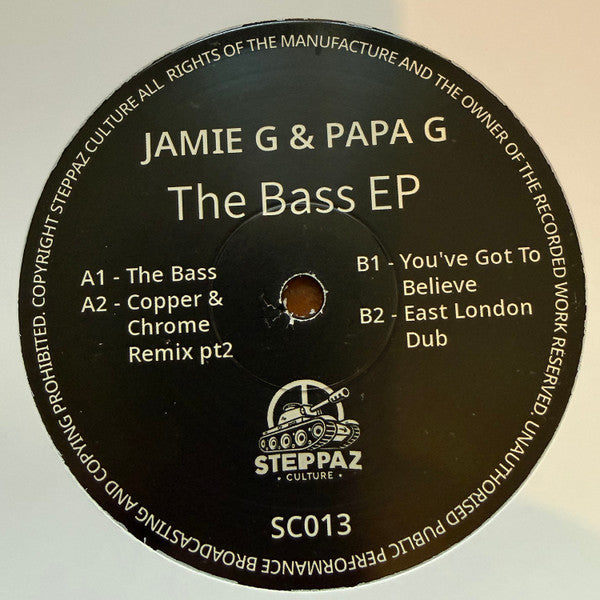 COPYRIGHT STEPPAZ CULTURE ALL RIGHTS OF THE MANUFACTURE AND THE OWNER OF THE RECORDED WORK RESERVED. UNAUTHORISED PUBLIC PERFORMANCE BROADCASTING AND COPYING PROHIBITED.
JAMIE G & PAPA G
The Bass EP
A1 - The Bass
A2 - Copper &
Chrome
Remix pt2
B1 - You've Got To
Believe
B2 - East London
Dub
STEPPAZ
• CULTURE •
SC013